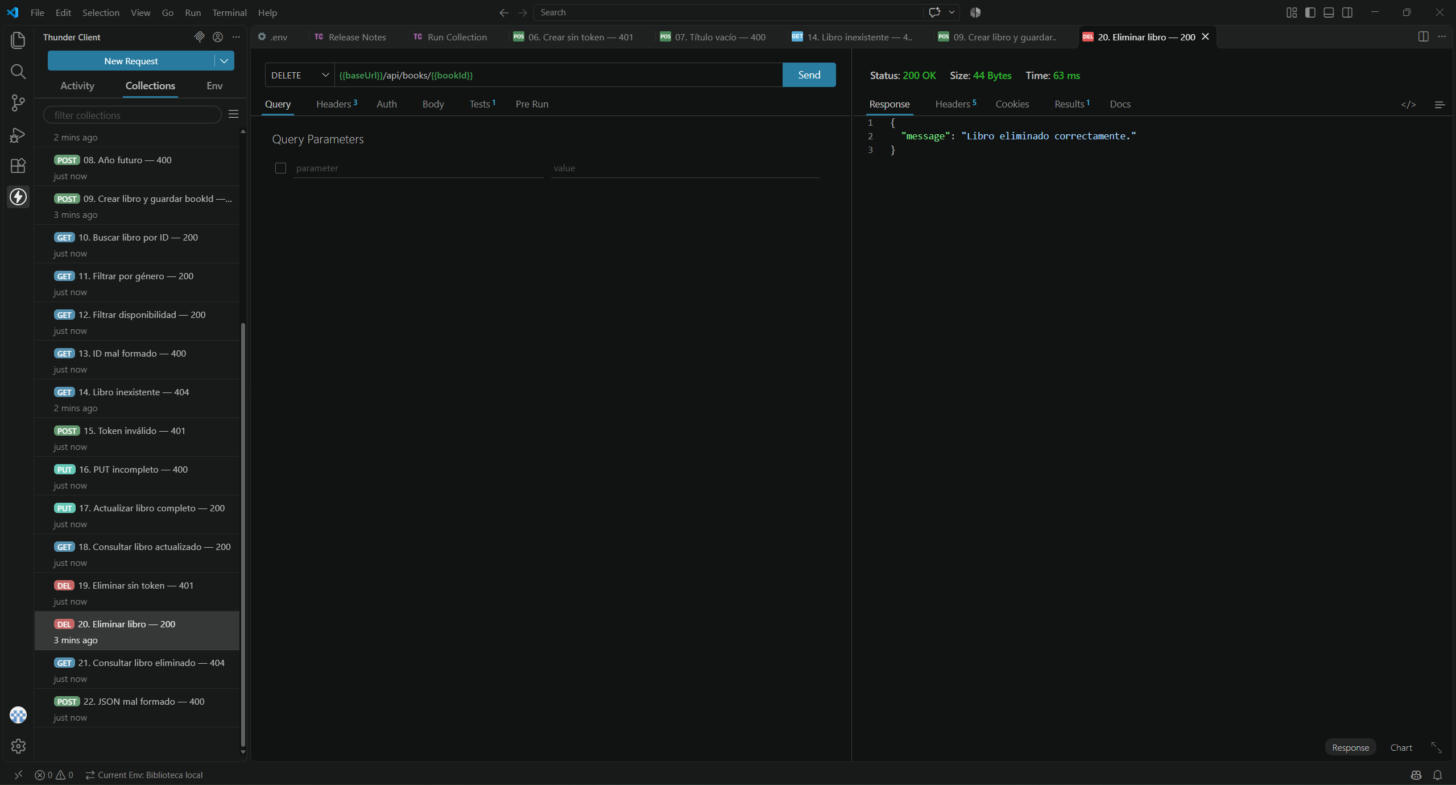 File Edit Selection View Go Run Terminal Help
Search
Thunder Client
New Request
Activity Collections Env
filter collections
2 mins ago
POST 08. Año futuro — 400
just now
POST 09. Crear libro y guardar bookId —...
3 mins ago
GET 10. Buscar libro por ID — 200
just now
GET 11. Filtrar por género — 200
just now
GET 12. Filtrar disponibilidad — 200
just now
GET 13. ID mal formado — 400
just now
GET 14. Libro inexistente — 404
2 mins ago
POST 15. Token inválido — 401
just now
PUT 16. PUT incompleto — 400
just now
PUT 17. Actualizar libro completo — 200
just now
GET 18. Consultar libro actualizado — 200
just now
DEL 19. Eliminar sin token — 401
just now
DEL 20. Eliminar libro — 200
3 mins ago
GET 21. Consultar libro eliminado — 404
just now
POST 22. JSON mal formado — 400
just now
.env TC Release Notes TC Run Collection POS 06. Crear sin token — 401 POS 07. Título vacío — 400 GET 14. Libro inexistente — 4.. POS 09. Crear libro y guardar.. DEL 20. Eliminar libro — 200
DELETE {{baseUrl}}/api/books/{{bookId}} Send
Query Headers 3 Auth Body Tests 1 Pre Run
Query Parameters
parameter value
Status: 200 OK Size: 44 Bytes Time: 63 ms
Response Headers 5 Cookies Results 1 Docs </>
1 {
2 "message": "Libro eliminado correctamente."
3 }
Response Chart
0 0 Current Env: Biblioteca local